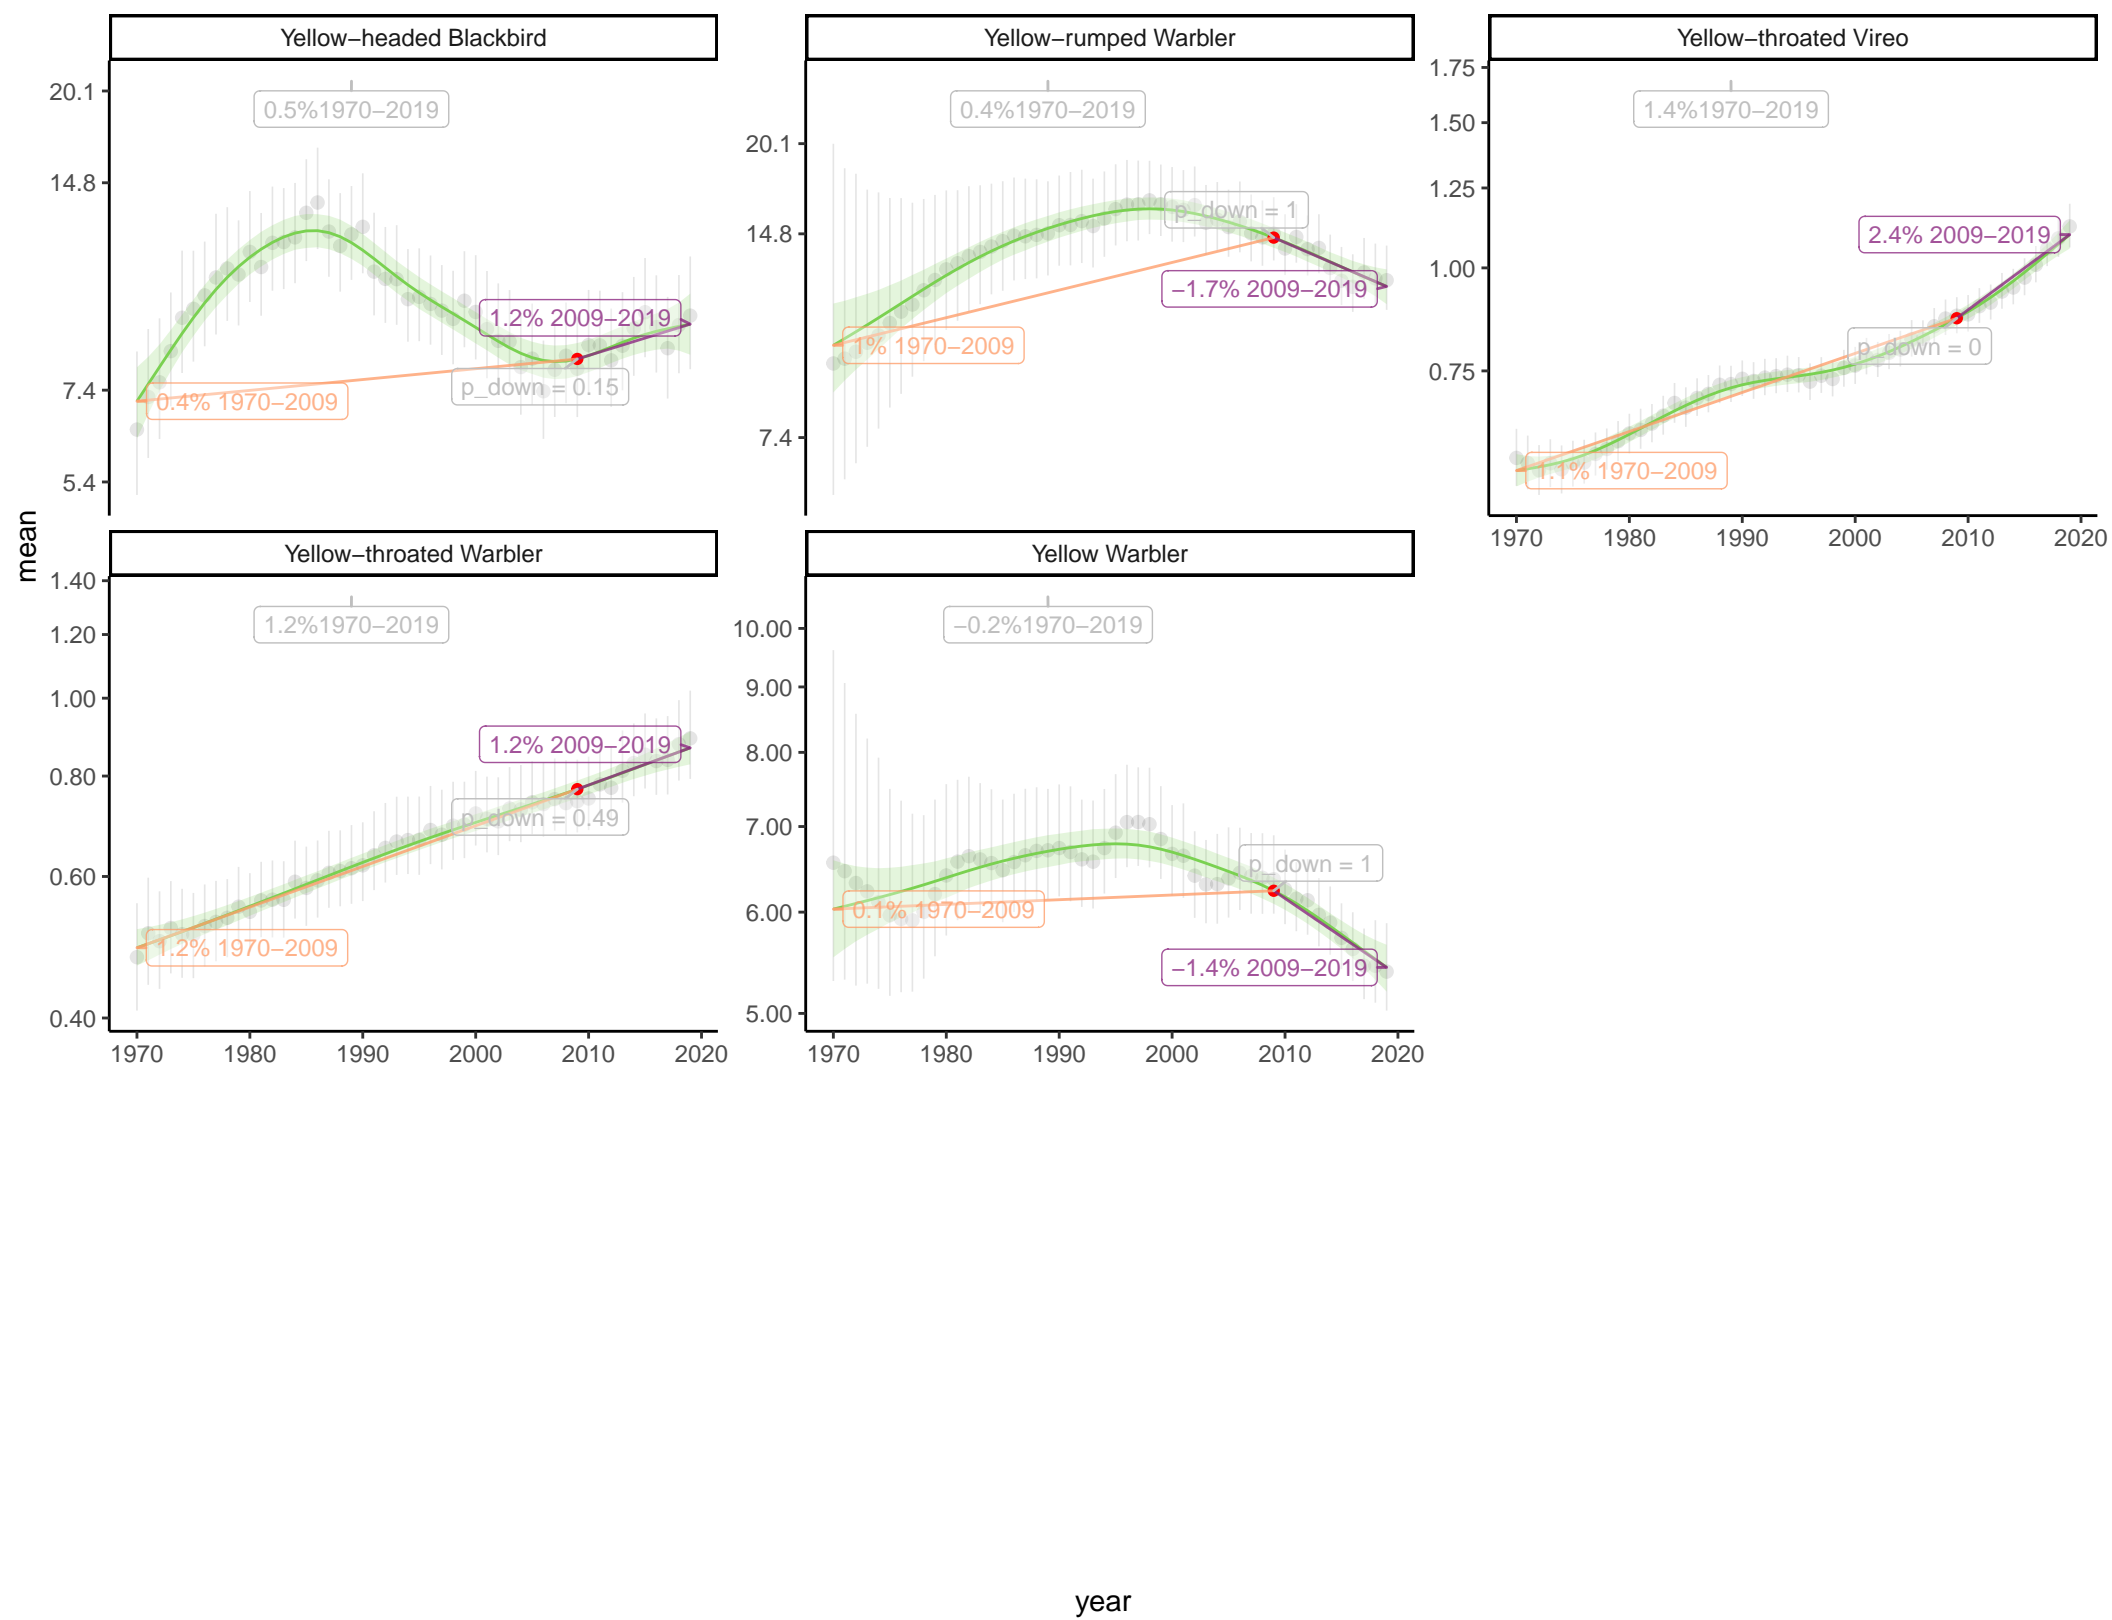 Yellow–headed Blackbird
20.1
14.8
7.4
5.4
0.5%1970–2019
1.2% 2009–2019
p_down = 0.15
0.4% 1970–2009
Yellow–rumped Warbler
20.1
14.8
7.4
0.4%1970–2019
p_down = 1
−1.7% 2009–2019
1% 1970–2009
Yellow–throated Vireo
1.75
1.50
1.25
1.00
0.75
1.4%1970–2019
2.4% 2009–2019
p_down = 0
1.1% 1970–2009
1970 1980 1990 2000 2010 2020
mean
Yellow–throated Warbler
1.40
1.20
1.00
0.80
0.60
0.40
1.2%1970–2019
1.2% 2009–2019
p_down = 0.49
1.2% 1970–2009
1970 1980 1990 2000 2010 2020
Yellow Warbler
10.00
9.00
8.00
7.00
6.00
5.00
−0.2%1970–2019
p_down = 1
0.1% 1970–2009
−1.4% 2009–2019
1970 1980 1990 2000 2010 2020
year